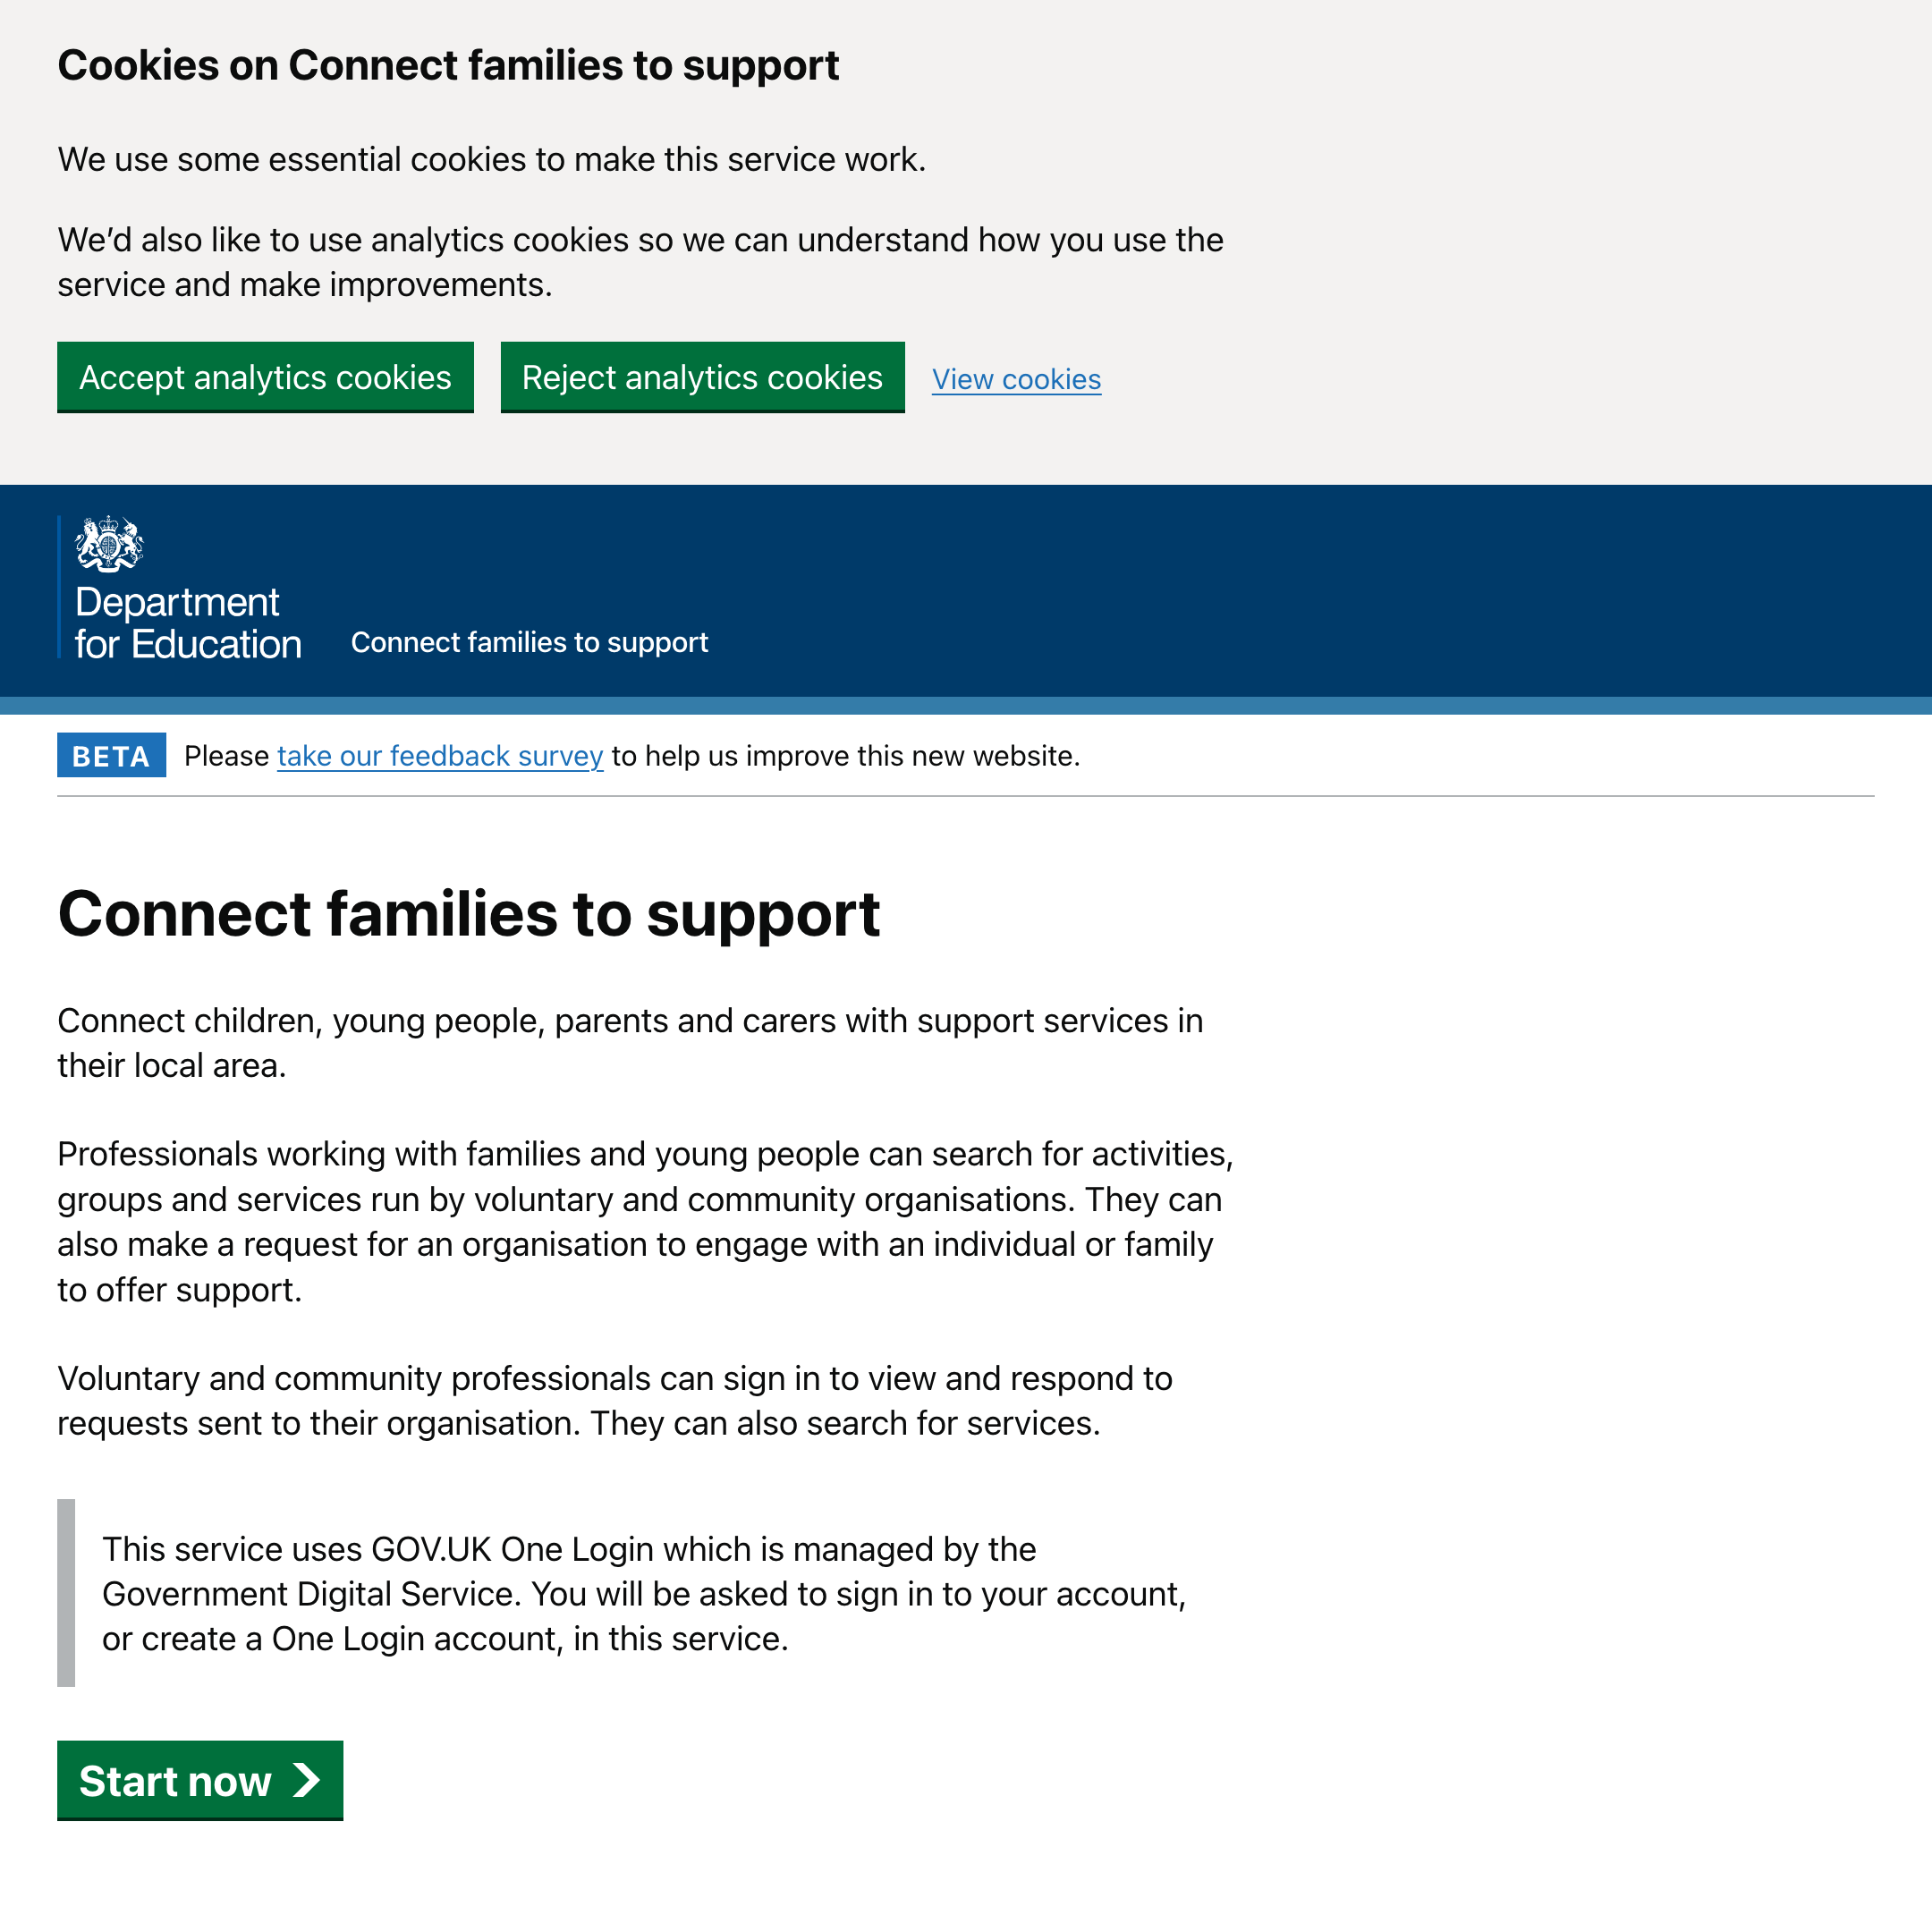 Cookies on Connect families to support
We use some essential cookies to make this service work.
We’d also like to use analytics cookies so we can understand how you use the
service and make improvements.
Accept analytics cookies Reject analytics cookies View cookies
Department
for Education Connect families to support
BETA Please take our feedback survey to help us improve this new website.
Connect families to support
Connect children, young people, parents and carers with support services in
their local area.
Professionals working with families and young people can search for activities,
groups and services run by voluntary and community organisations. They can
also make a request for an organisation to engage with an individual or family
to offer support.
Voluntary and community professionals can sign in to view and respond to
requests sent to their organisation. They can also search for services.
This service uses GOV.UK One Login which is managed by the
Government Digital Service. You will be asked to sign in to your account,
or create a One Login account, in this service.
Start now